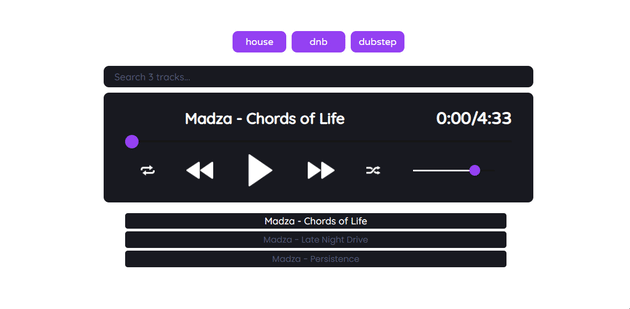 house dnb dubstep
Search 3 tracks...
Madza - Chords of Life 0:00/4:33
Madza - Chords of Life
Madza - Late Night Drive
Madza - Persistence